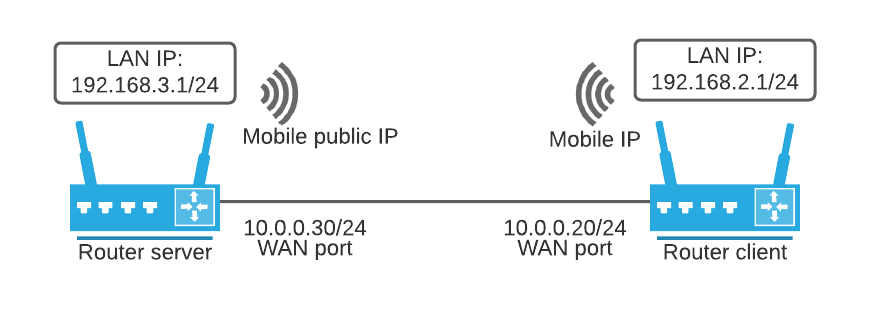 LAN IP:
192.168.3.1/24
LAN IP:
192.168.2.1/24
Mobile public IP
Mobile IP
10.0.0.30/24
WAN port
10.0.0.20/24
WAN port
Router server
Router client